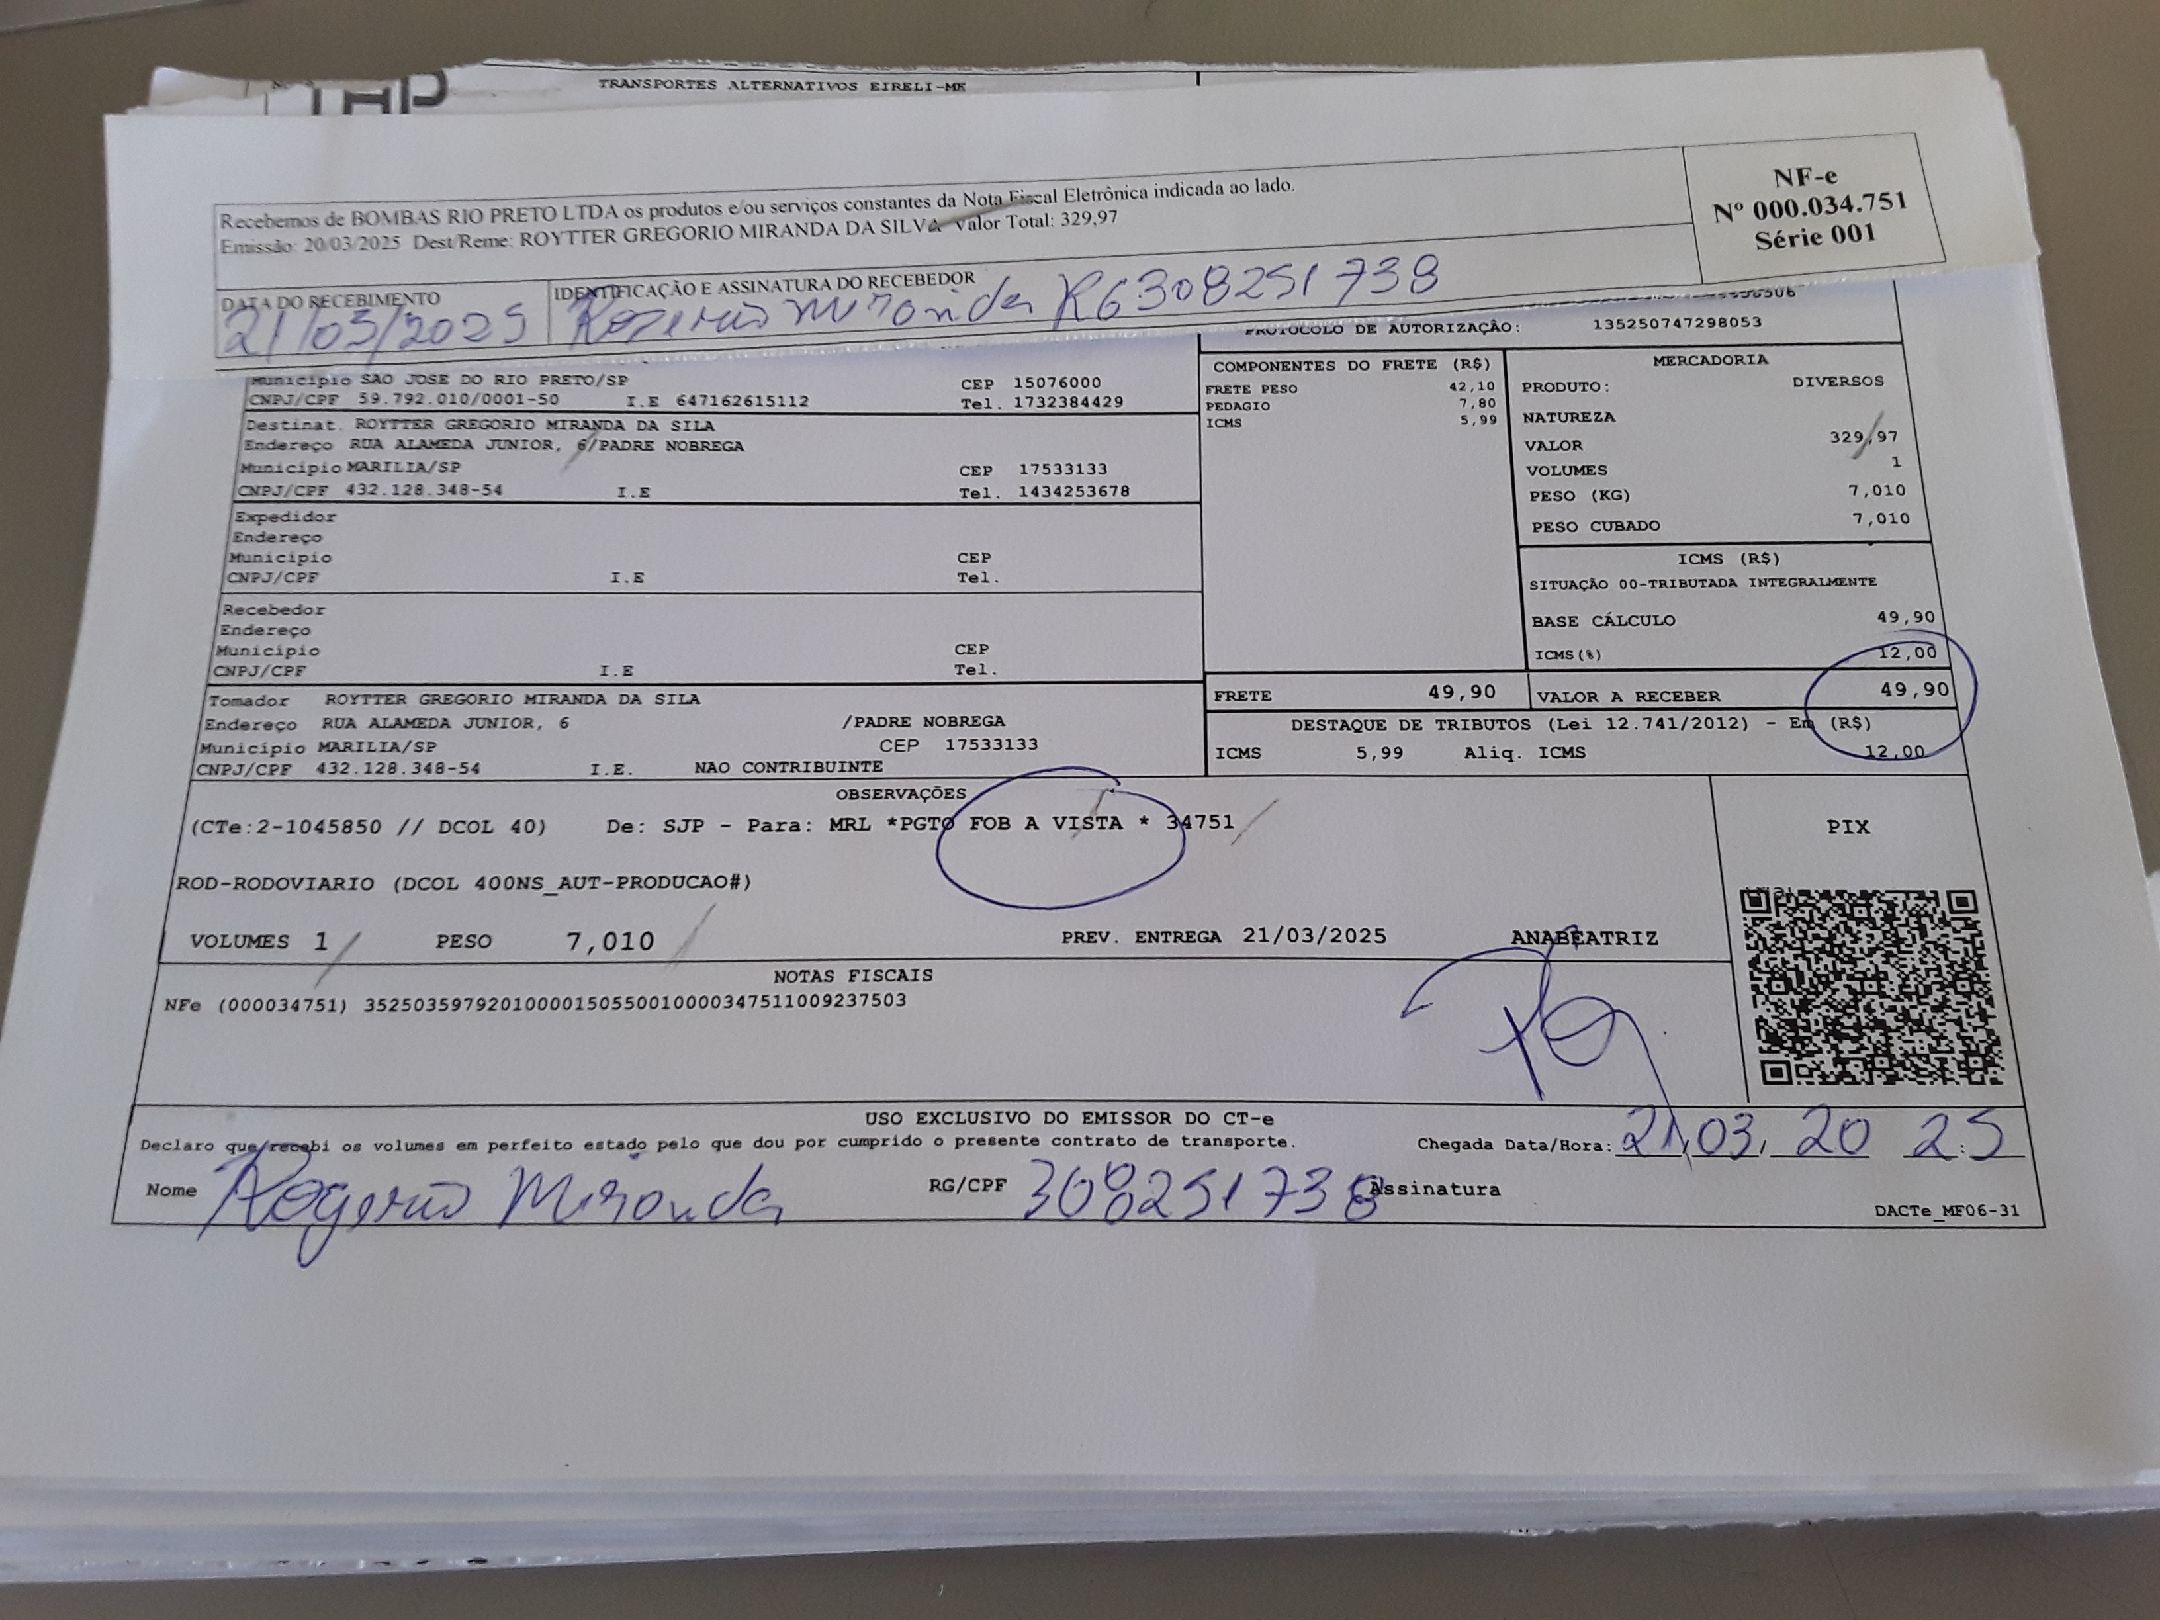 TRANSPORTES ALTERNATIVOS EIRELI-ME
Recebemos de BOMBAS RIO PRETO LTDA os produtos e/ou serviços constantes da Nota Fiscal Eletrônica indicada ao lado.
Emissão: 20/03/2025 Dest/Reme: ROYTTER GREGORIO MIRANDA DA SILVA Valor Total: 329,97
NF-e
Nº 000.034.751
Série 001
DATA DO RECEBIMENTO
21/03/2025
IDENTIFICAÇÃO E ASSINATURA DO RECEBEDOR
Rogerio Miranda RG 308251738
PROTOCOLO DE AUTORIZAÇÃO: 135250747298053
Município SAO JOSE DO RIO PRETO/SP CEP 15076000
CNPJ/CPF 59.792.010/0001-50 I.E 647162615112 Tel. 1732384429
Destinat. ROYTTER GREGORIO MIRANDA DA SILA
Endereço RUA ALAMEDA JUNIOR, 6/PADRE NOBREGA
Município MARILIA/SP CEP 17533133
CNPJ/CPF 432.128.348-54 I.E Tel. 1434253678
Expedidor
Endereço
Município CEP
CNPJ/CPF I.E Tel.
Recebedor
Endereço
Município CEP
CNPJ/CPF I.E Tel.
Tomador ROYTTER GREGORIO MIRANDA DA SILA
Endereço RUA ALAMEDA JUNIOR, 6 /PADRE NOBREGA
Município MARILIA/SP CEP 17533133
CNPJ/CPF 432.128.348-54 I.E. NAO CONTRIBUINTE
COMPONENTES DO FRETE (R$)
FRETE PESO 42,10
PEDAGIO 7,80
ICMS 5,99
MERCADORIA
PRODUTO: DIVERSOS
NATUREZA
VALOR 329,97
VOLUMES 1
PESO (KG) 7,010
PESO CUBADO 7,010
ICMS (R$)
SITUAÇÃO 00-TRIBUTADA INTEGRALMENTE
BASE CÁLCULO 49,90
ICMS(%) 12,00
FRETE 49,90 VALOR A RECEBER 49,90
DESTAQUE DE TRIBUTOS (Lei 12.741/2012) - Em (R$)
ICMS 5,99 Aliq. ICMS 12,00
OBSERVAÇÕES
(CTe:2-1045850 // DCOL 40) De: SJP - Para: MRL *PGTO FOB A VISTA * 34751
ROD-RODOVIARIO (DCOL 400NS_AUT-PRODUCAO#)
VOLUMES 1 PESO 7,010 PREV. ENTREGA 21/03/2025 ANABEATRIZ
PIX
NOTAS FISCAIS
NFe (000034751) 35250359792010000150550010000347511009237503
USO EXCLUSIVO DO EMISSOR DO CT-e
Declaro que recebi os volumes em perfeito estado pelo que dou por cumprido o presente contrato de transporte. Chegada Data/Hora: 21 03 20 25
Nome Rogerio Miranda RG/CPF 308251738 Assinatura
DACTe_MF06-31